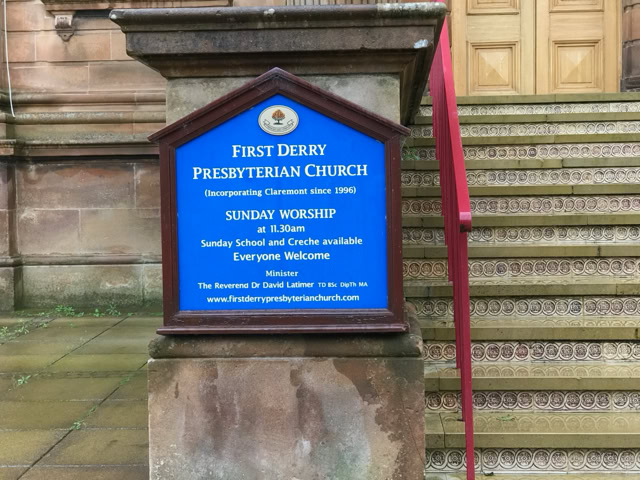 FIRST DERRY
PRESBYTERIAN CHURCH
(Incorporating Claremont since 1996)
SUNDAY WORSHIP
at 11.30am
Sunday School and Creche available
Everyone Welcome
Minister
The Reverend Dr David Latimer TD BSc DipTh MA
www.firstderrypresbyterianchurch.com